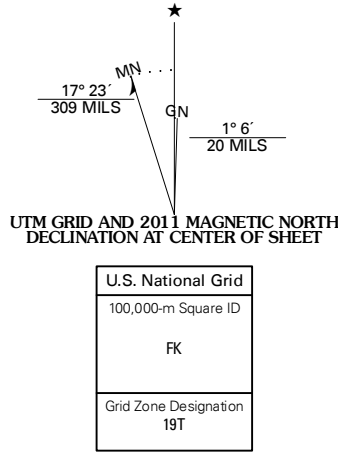 ★
MN
17° 23´
309 MILS
GN
1° 6´
20 MILS
UTM GRID AND 2011 MAGNETIC NORTH
DECLINATION AT CENTER OF SHEET
U.S. National Grid
100,000-m Square ID
FK
Grid Zone Designation
19T